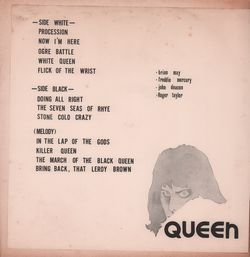 —SIDE WHITE—
PROCESSION
NOW I'M HERE
OGRE BATTLE
WHITE QUEEN
FLICK OF THE WRIST
—SIDE BLACK—
DOING ALL RIGHT
THE SEVEN SEAS OF RHYE
STONE COLD CRAZY
(MELODY)
IN THE LAP OF THE GODS
KILLER QUEEN
THE MARCH OF THE BLACK QUEEN
BRING BACK, THAT LEROY BROWN
·brian may
·freddie mercury
·john deacon
·Roger taylor
QUEEn